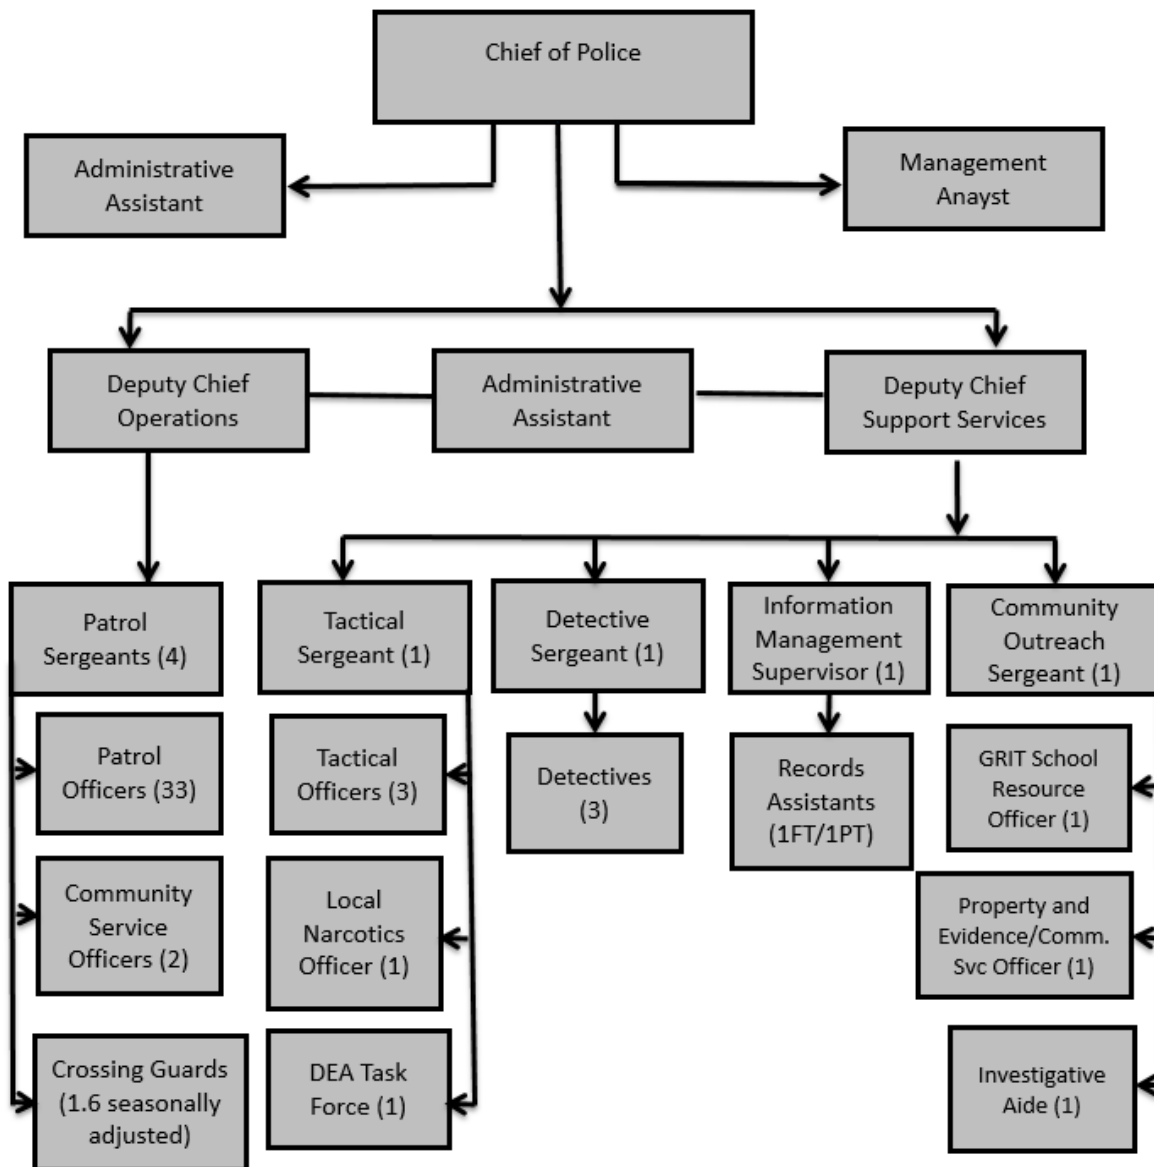 Chief of Police
Administrative
Assistant
Management
Anayst
Deputy Chief
Operations
Administrative
Assistant
Deputy Chief
Support Services
Patrol
Sergeants (4)
Tactical
Sergeant (1)
Detective
Sergeant (1)
Information
Management
Supervisor (1)
Community
Outreach
Sergeant (1)
Patrol
Officers (33)
Tactical
Officers (3)
Detectives
(3)
Records
Assistants
(1FT/1PT)
GRIT School
Resource
Officer (1)
Community
Service
Officers (2)
Local
Narcotics
Officer (1)
Property and
Evidence/Comm.
Svc Officer (1)
Crossing Guards
(1.6 seasonally
adjusted)
DEA Task
Force (1)
Investigative
Aide (1)